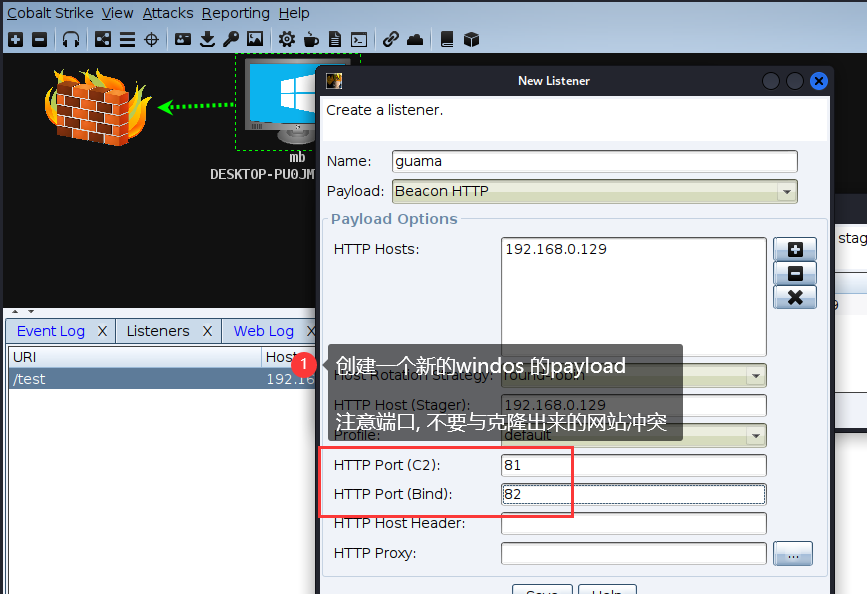 Cobalt Strike View Attacks Reporting Help
New Listener
Create a listener.
Name: guama
Payload: Beacon HTTP
Payload Options
HTTP Hosts: 192.168.0.129
mb
DESKTOP-PU0JM
stag
9
Event Log X Listeners X Web Log X
URI Host
/test 192.16
1
创建一个新的windos 的payload
Host Rotation Strategy: round-robin
HTTP Host (Stager): 192.168.0.129
注意端口, 不要与克隆出来的网站冲突
Profile: default
HTTP Port (C2): 81
HTTP Port (Bind): 82
HTTP Host Header:
HTTP Proxy: ...
Save Help